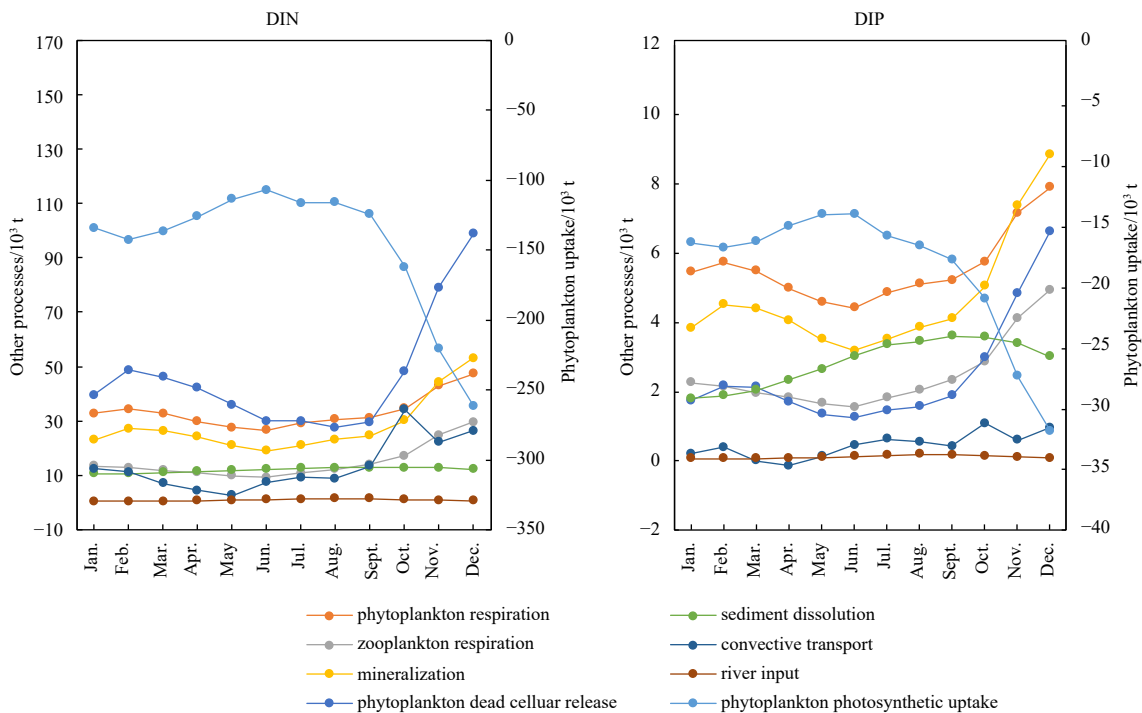 DIN
170
150
130
110
90
70
50
30
10
−10
Other processes/10³ t
0
−50
−100
−150
−200
−250
−300
−350
Phytoplankton uptake/10³ t
Jan.
Feb.
Mar.
Apr.
May
Jun.
Jul.
Aug.
Sept.
Oct.
Nov.
Dec.
DIP
12
10
8
6
4
2
0
−2
Other processes/10³ t
0
−5
−10
−15
−20
−25
−30
−35
−40
Phytoplankton uptake/10³ t
Jan.
Feb.
Mar.
Apr.
May
Jun.
Jul.
Aug.
Sept.
Oct.
Nov.
Dec.
phytoplankton respiration
zooplankton respiration
mineralization
phytoplankton dead celluar release
sediment dissolution
convective transport
river input
phytoplankton photosynthetic uptake